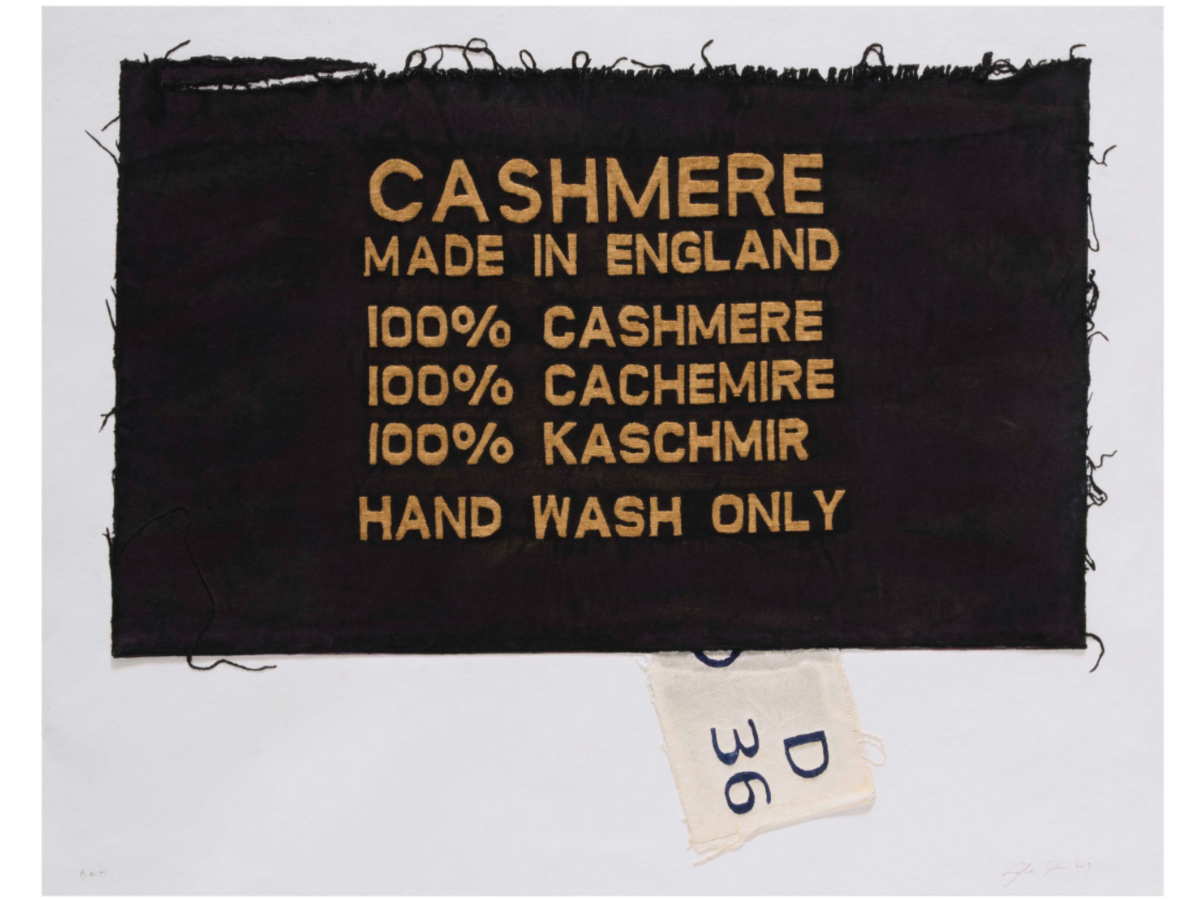 CASHMERE
MADE IN ENGLAND
100% CASHMERE
100% CACHEMIRE
100% KASCHMIR
HAND WASH ONLY
D
36